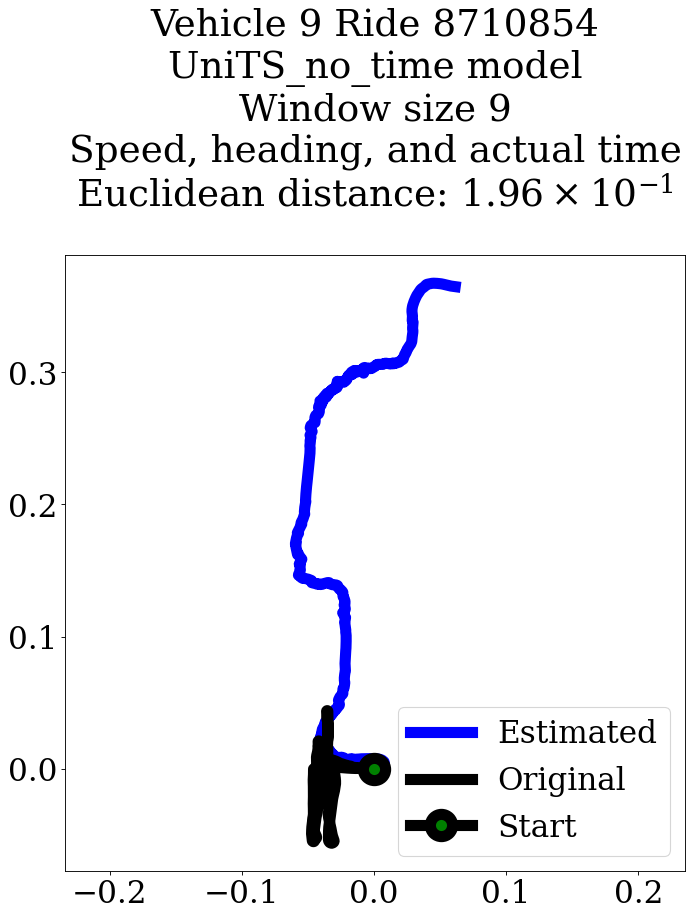 Vehicle 9 Ride 8710854
UniTS_no_time model
Window size 9
Speed, heading, and actual time
Euclidean distance: 1.96 × 10⁻¹
0.3
0.2
0.1
0.0
Estimated
Original
Start
−0.2 −0.1 0.0 0.1 0.2